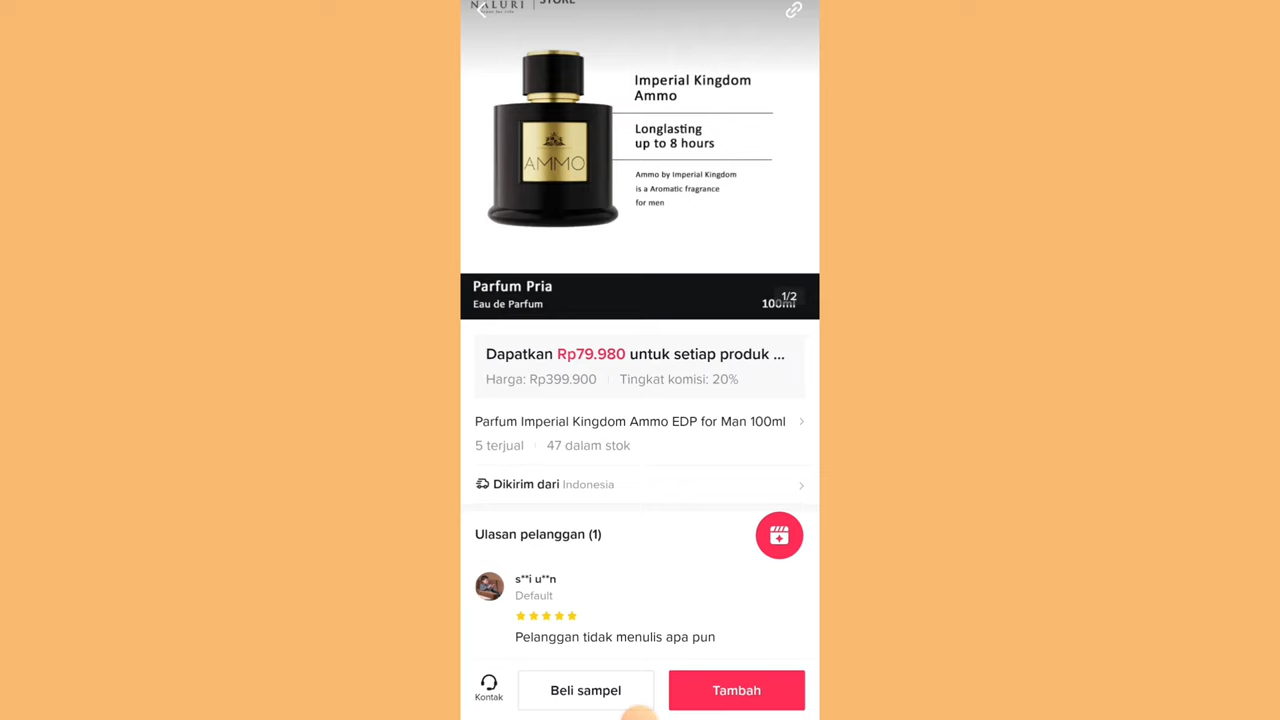 NALURI | STORE
Imperial Kingdom
Ammo
Longlasting
up to 8 hours
AMMO
Ammo by Imperial Kingdom
is a Aromatic fragrance
for men
Parfum Pria
1/2
Eau de Parfum
100ml
Dapatkan Rp79.980 untuk setiap produk ...
Harga: Rp399.900 | Tingkat komisi: 20%
Parfum Imperial Kingdom Ammo EDP for Man 100ml
5 terjual | 47 dalam stok
Dikirim dari Indonesia
Ulasan pelanggan (1)
s**i u**n
Default
Pelanggan tidak menulis apa pun
Kontak
Beli sampel
Tambah